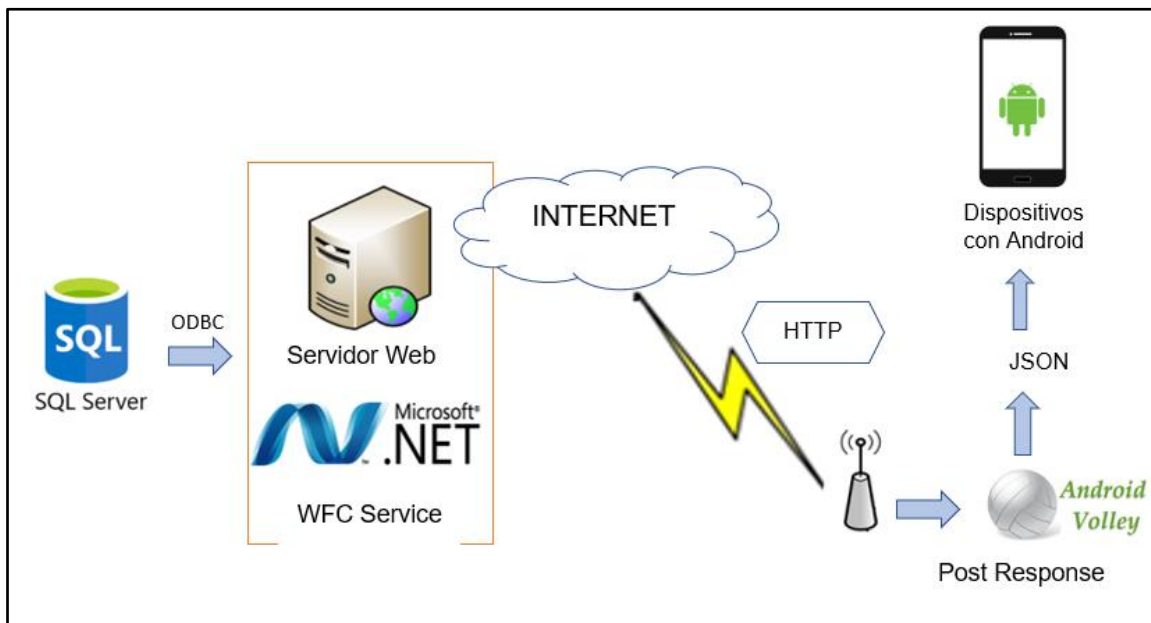 SQL
SQL Server
ODBC
Servidor Web
Microsoft®
.NET
WFC Service
INTERNET
HTTP
Dispositivos
con Android
JSON
Android
Volley
Post Response